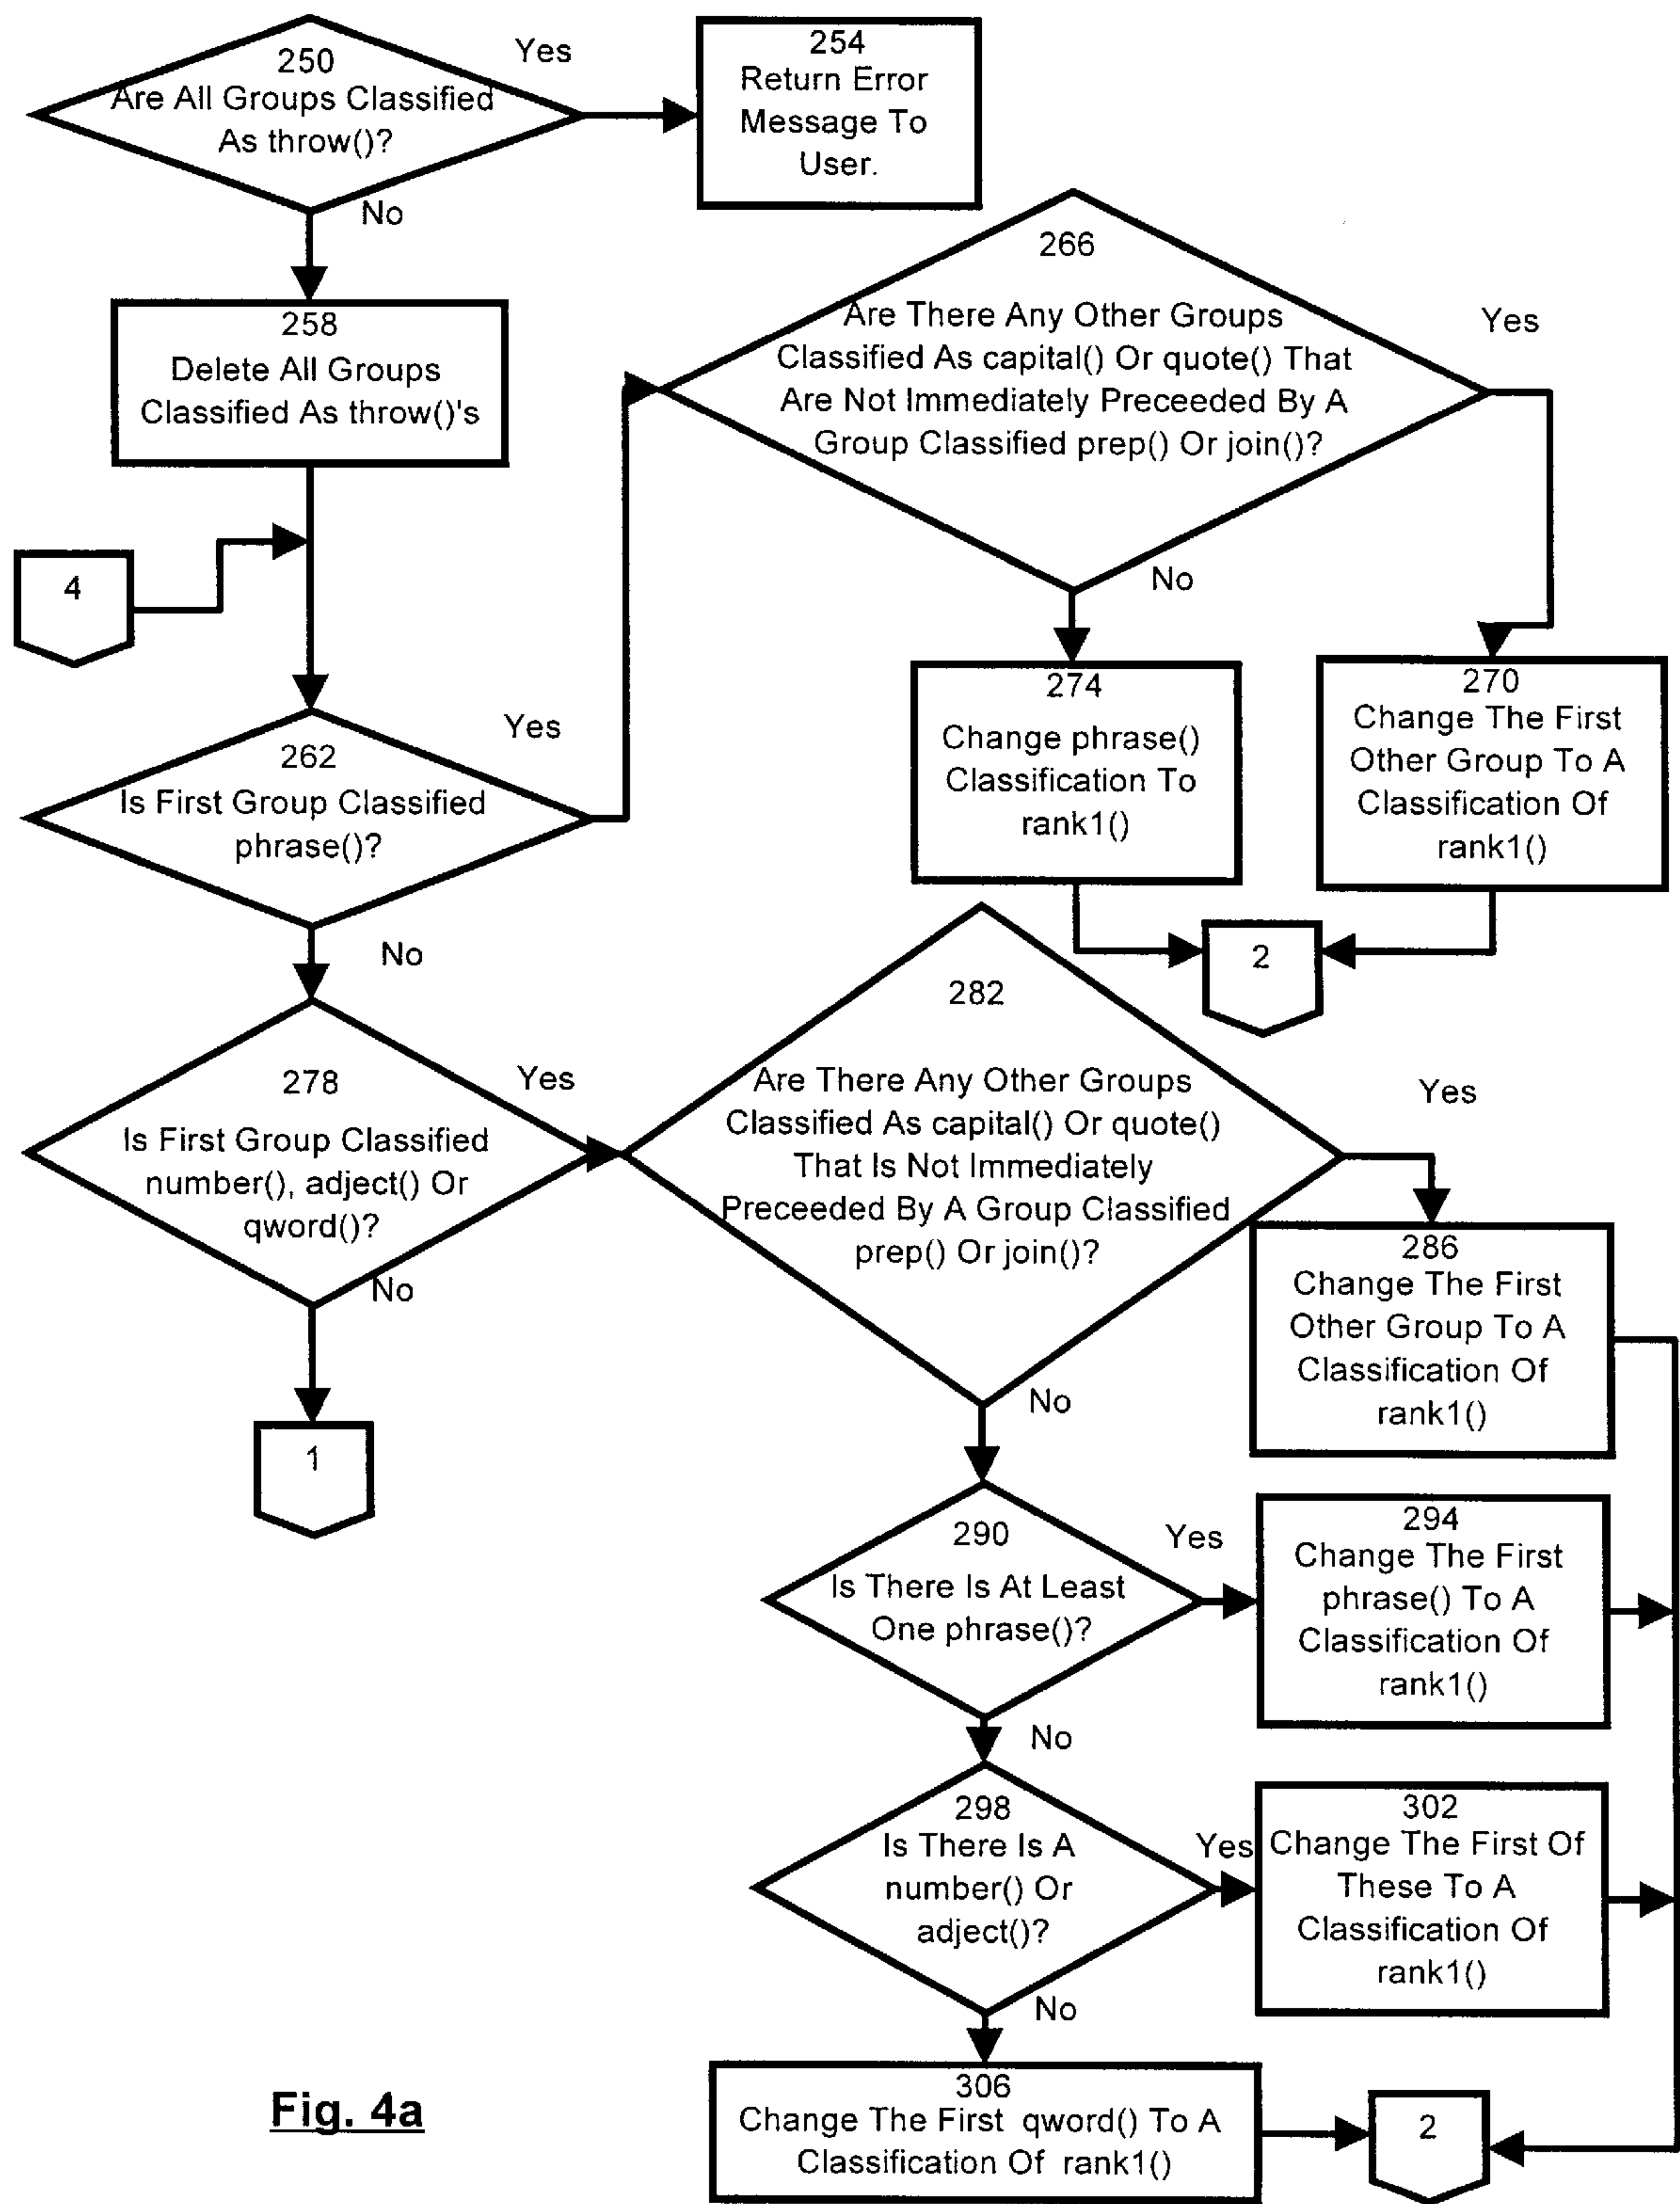 250
Are All Groups Classified
As throw()?
Yes
No
254
Return Error
Message To
User.
258
Delete All Groups
Classified As throw()'s
4
262
Is First Group Classified
phrase()?
Yes
No
266
Are There Any Other Groups
Classified As capital() Or quote() That
Are Not Immediately Preceeded By A
Group Classified prep() Or join()?
Yes
No
274
Change phrase()
Classification To
rank1()
270
Change The First
Other Group To A
Classification Of
rank1()
2
278
Is First Group Classified
number(), adject() Or
qword()?
Yes
No
1
282
Are There Any Other Groups
Classified As capital() Or quote()
That Is Not Immediately
Preceeded By A Group Classified
prep() Or join()?
Yes
No
286
Change The First
Other Group To A
Classification Of
rank1()
290
Is There Is At Least
One phrase()?
Yes
No
294
Change The First
phrase() To A
Classification Of
rank1()
298
Is There Is A
number() Or
adject()?
Yes
No
302
Change The First Of
These To A
Classification Of
rank1()
306
Change The First qword() To A
Classification Of rank1()
2
Fig. 4a